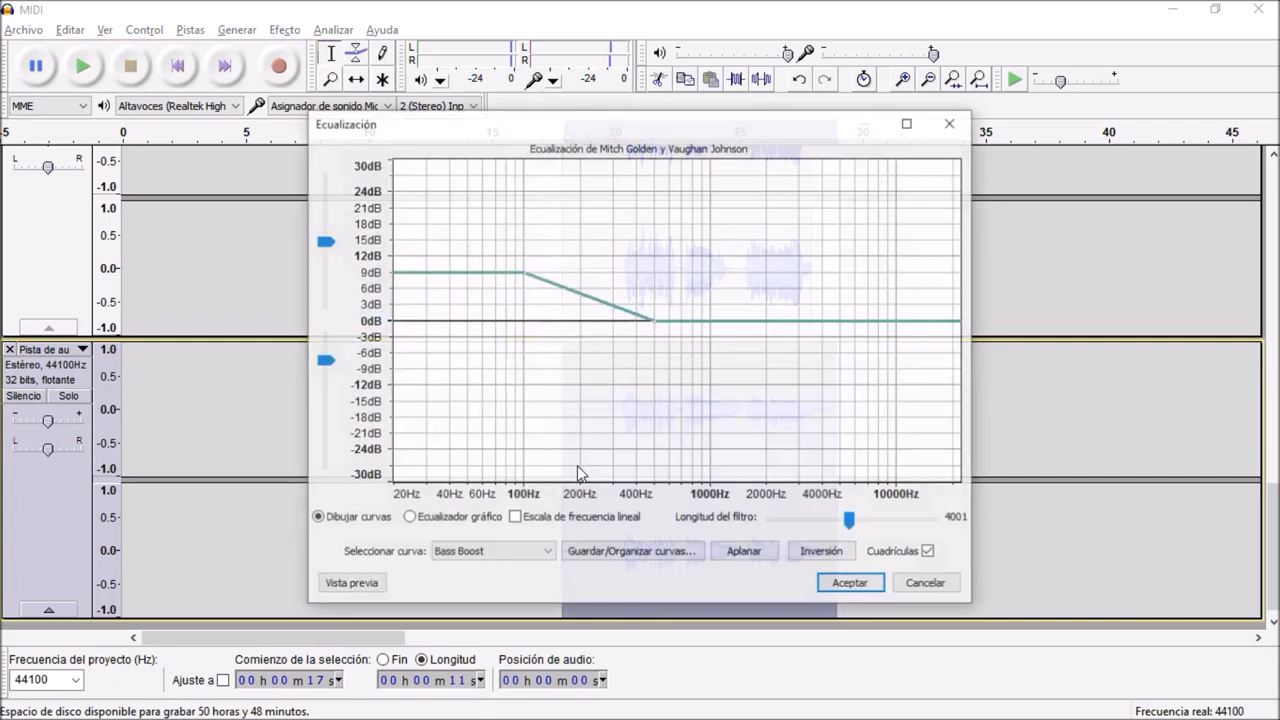 MIDI
Archivo Editar Ver Control Pistas Generar Efecto Analizar Ayuda
L
R
-24 0
L
R
-24 0
MME Altavoces (Realtek High Asignador de sonido Mic 2 (Stereo) Inp
-5 0 5 10 15 20 25 30 35 40 45
L R
-0.5
-1.0
1.0
0.5
0.0
-0.5
-1.0
Pista de au
Estéreo, 44100Hz
32 bits, flotante
Silencio Solo
- +
L R
1.0
0.5
0.0
-0.5
-1.0
1.0
0.5
0.0
-0.5
-1.0
Ecualización
Ecualización de Mitch Golden y Vaughan Johnson
30dB
24dB
21dB
18dB
15dB
12dB
9dB
6dB
3dB
0dB
-3dB
-6dB
-9dB
-12dB
-15dB
-18dB
-21dB
-24dB
-30dB
20Hz 40Hz 60Hz 100Hz 200Hz 400Hz 1000Hz 2000Hz 4000Hz 10000Hz
Dibujar curvas Ecualizador gráfico Escala de frecuencia lineal Longitud del filtro: 4001
Seleccionar curva: Bass Boost Guardar/Organizar curvas... Aplanar Inversión Cuadrículas
Vista previa Aceptar Cancelar
Frecuencia del proyecto (Hz): Comienzo de la selección: Fin Longitud Posición de audio:
44100 Ajuste a 00 h 00 m 17 s 00 h 00 m 11 s 00 h 00 m 00 s
Espacio de disco disponible para grabar 50 horas y 48 minutos. Frecuencia real: 44100